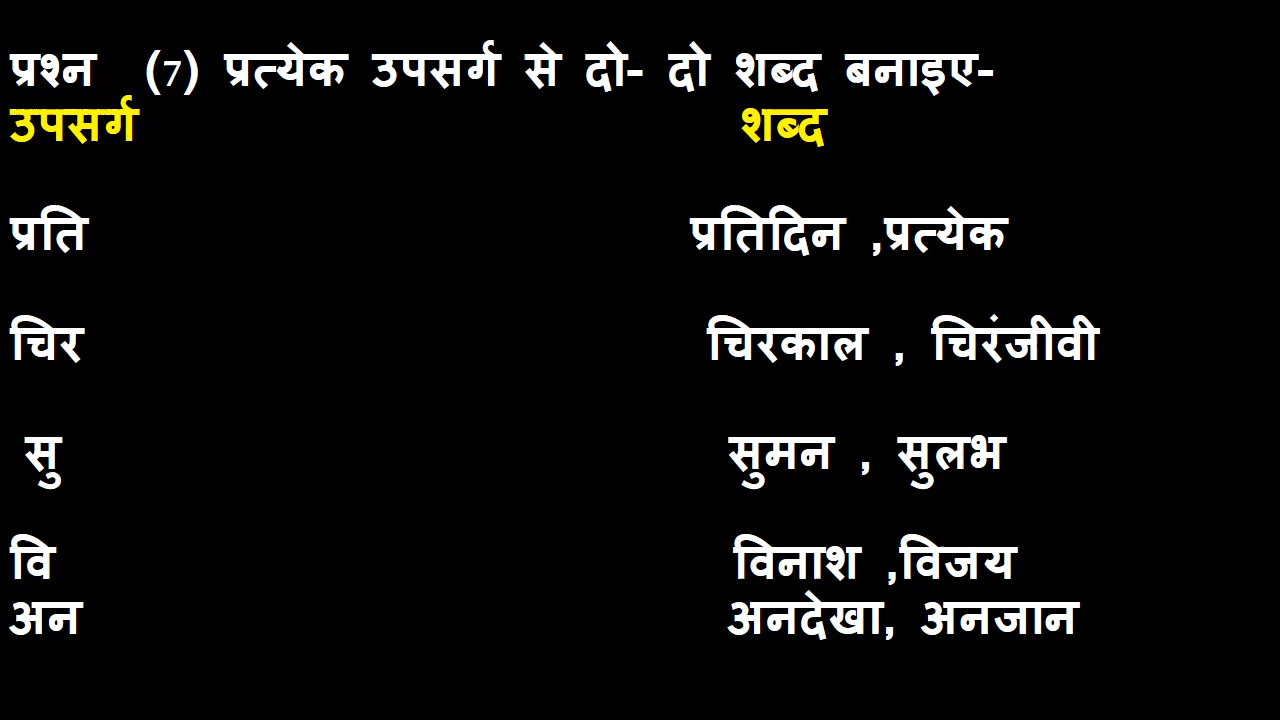 प्रश्न (7) प्रत्येक उपसर्ग से दो- दो शब्द बनाइए-
उपसर्ग शब्द
प्रति प्रतिदिन ,प्रत्येक
चिर चिरकाल , चिरंजीवी
सु सुमन , सुलभ
वि विनाश ,विजय
अन अनदेखा, अनजान